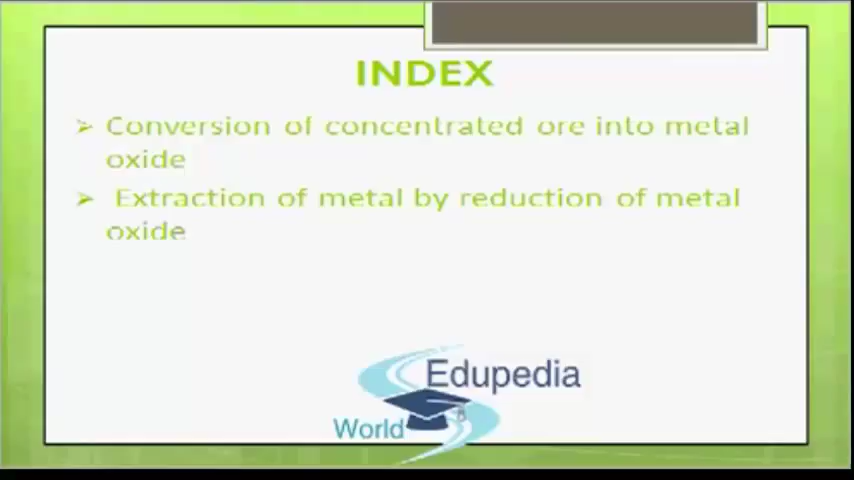 INDEX
➢ Conversion of concentrated ore into metal
oxide
➢ Extraction of metal by reduction of metal
oxide
Edupedia
World